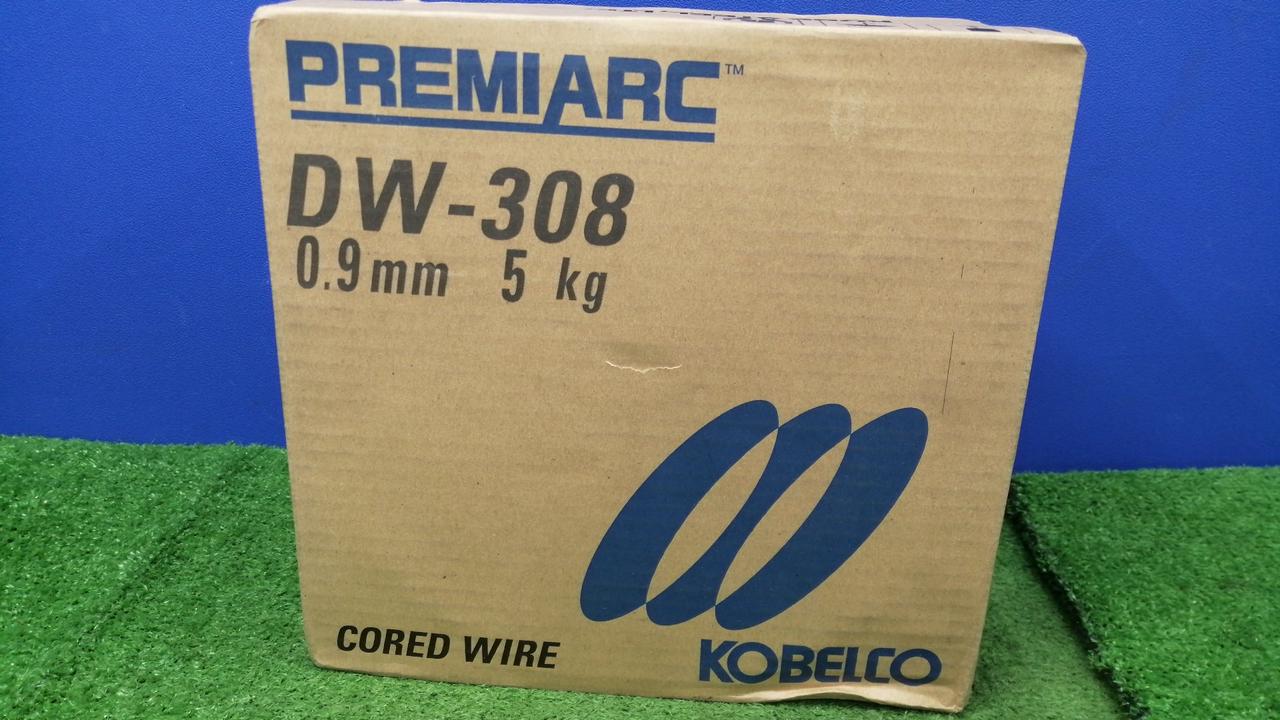 PREMIARC™
DW-308
0.9mm 5 kg
CORED WIRE
KOBELCO